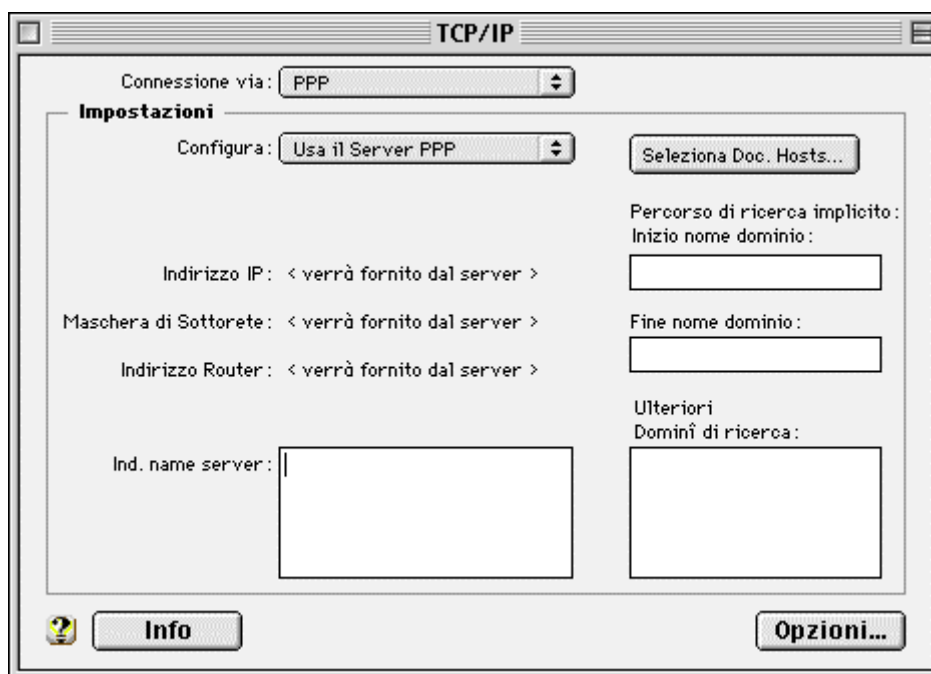 TCP/IP
Connessione via: PPP
Impostazioni
Configura: Usa il Server PPP
Seleziona Doc. Hosts...
Percorso di ricerca implicito:
Inizio nome dominio:
Indirizzo IP: < verrà fornito dal server >
Maschera di Sottorete: < verrà fornito dal server >
Fine nome dominio:
Indirizzo Router: < verrà fornito dal server >
Ulteriori
Dominî di ricerca:
Ind. name server:
?
Info
Opzioni...